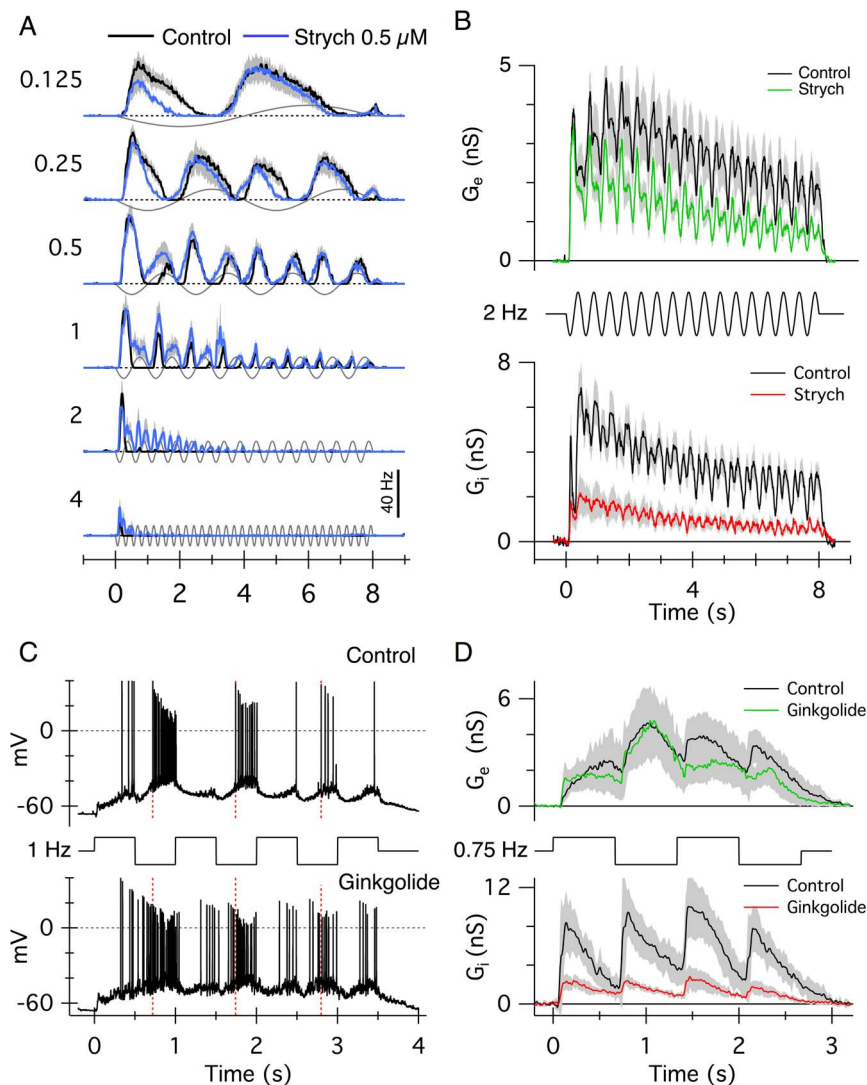 A
Control
Strych 0.5 µM
0.125
0.25
0.5
1
2
4
40 Hz
0 2 4 6 8
Time (s)
B
Control
Strych
5
0
Ge (nS)
2 Hz
Control
Strych
8
0
Gi (nS)
0 4 8
Time (s)
C
Control
0
-60
mV
1 Hz
Ginkgolide
0
-60
mV
0 1 2 3 4
Time (s)
D
Control
Ginkgolide
6
0
Ge (nS)
0.75 Hz
Control
Ginkgolide
12
0
Gi (nS)
0 1 2 3
Time (s)